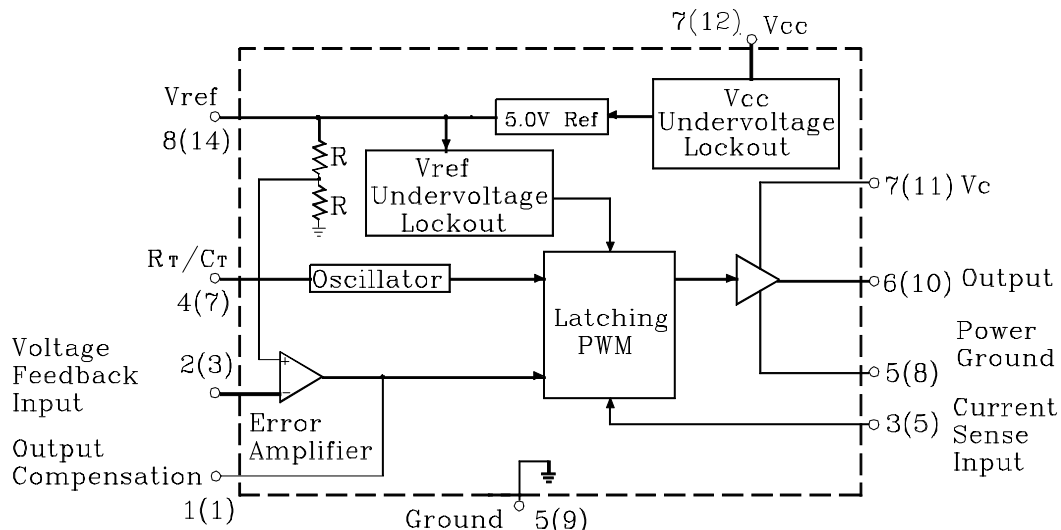 7(12) Vcc
Vref
8(14)
5.0V Ref
Vcc
Undervoltage
Lockout
R
R
Vref
Undervoltage
Lockout
7(11) Vc
RT/CT
4(7)
Oscillator
Latching
PWM
6(10) Output
Power
Ground
5(8)
Voltage
Feedback
Input
2(3)
+
−
Error
Amplifier
3(5) Current
Sense
Input
Output
Compensation
1(1)
Ground 5(9)